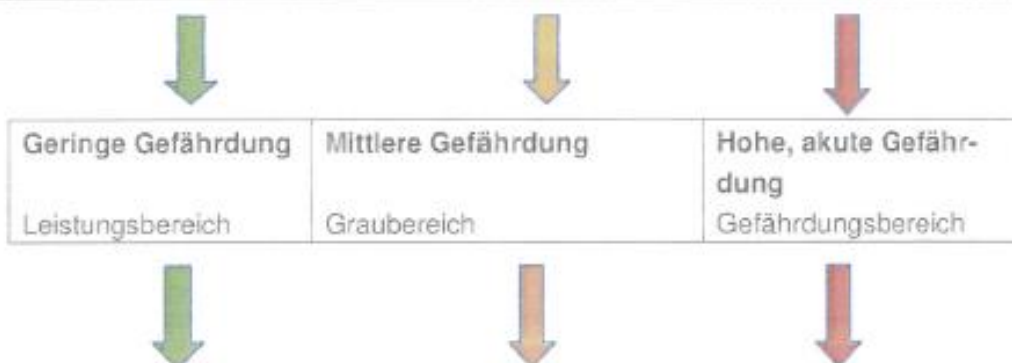 Geringe Gefährdung
Leistungsbereich
Mittlere Gefährdung
Graubereich
Hohe, akute Gefähr-
dung
Gefährdungsbereich